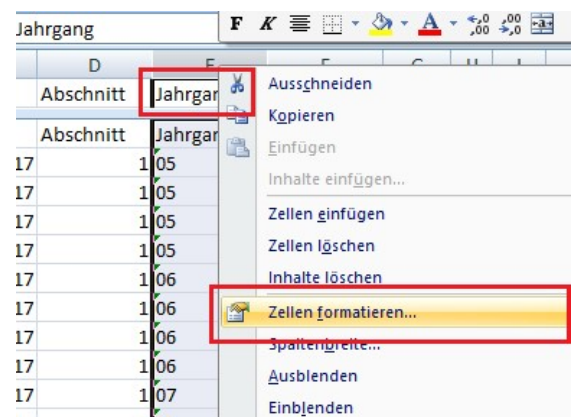 Jahrgang F K A
D E F G H I
Abschnitt Jahrgar Ausschneiden
Kopieren
Abschnitt Jahrgar Einfügen
17 1 05 Inhalte einfügen...
17 1 05 Zellen einfügen
17 1 05 Zellen löschen
17 1 05 Inhalte löschen
17 1 06
17 1 06 Zellen formatieren...
17 1 06 Spaltenbreite...
17 1 06 Ausblenden
17 1 07 Einblenden